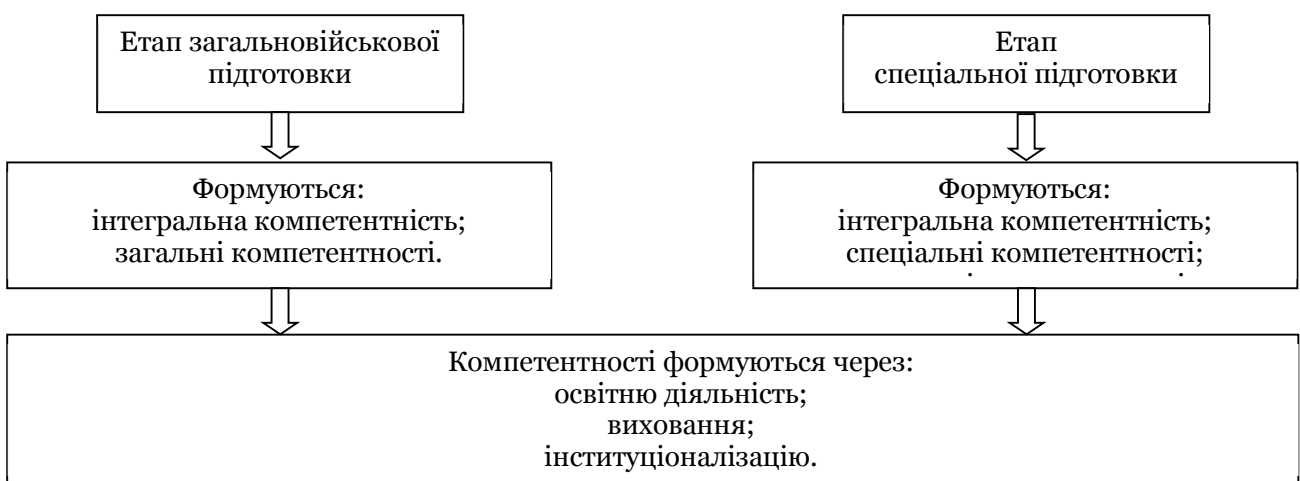 Етап загальновійськової
підготовки
Етап
спеціальної підготовки
Формуються:
інтегральна компетентність;
загальні компетентності.
Формуються:
інтегральна компетентність;
спеціальні компетентності;
Компетентності формуються через:
освітню діяльність;
виховання;
інституціоналізацію.